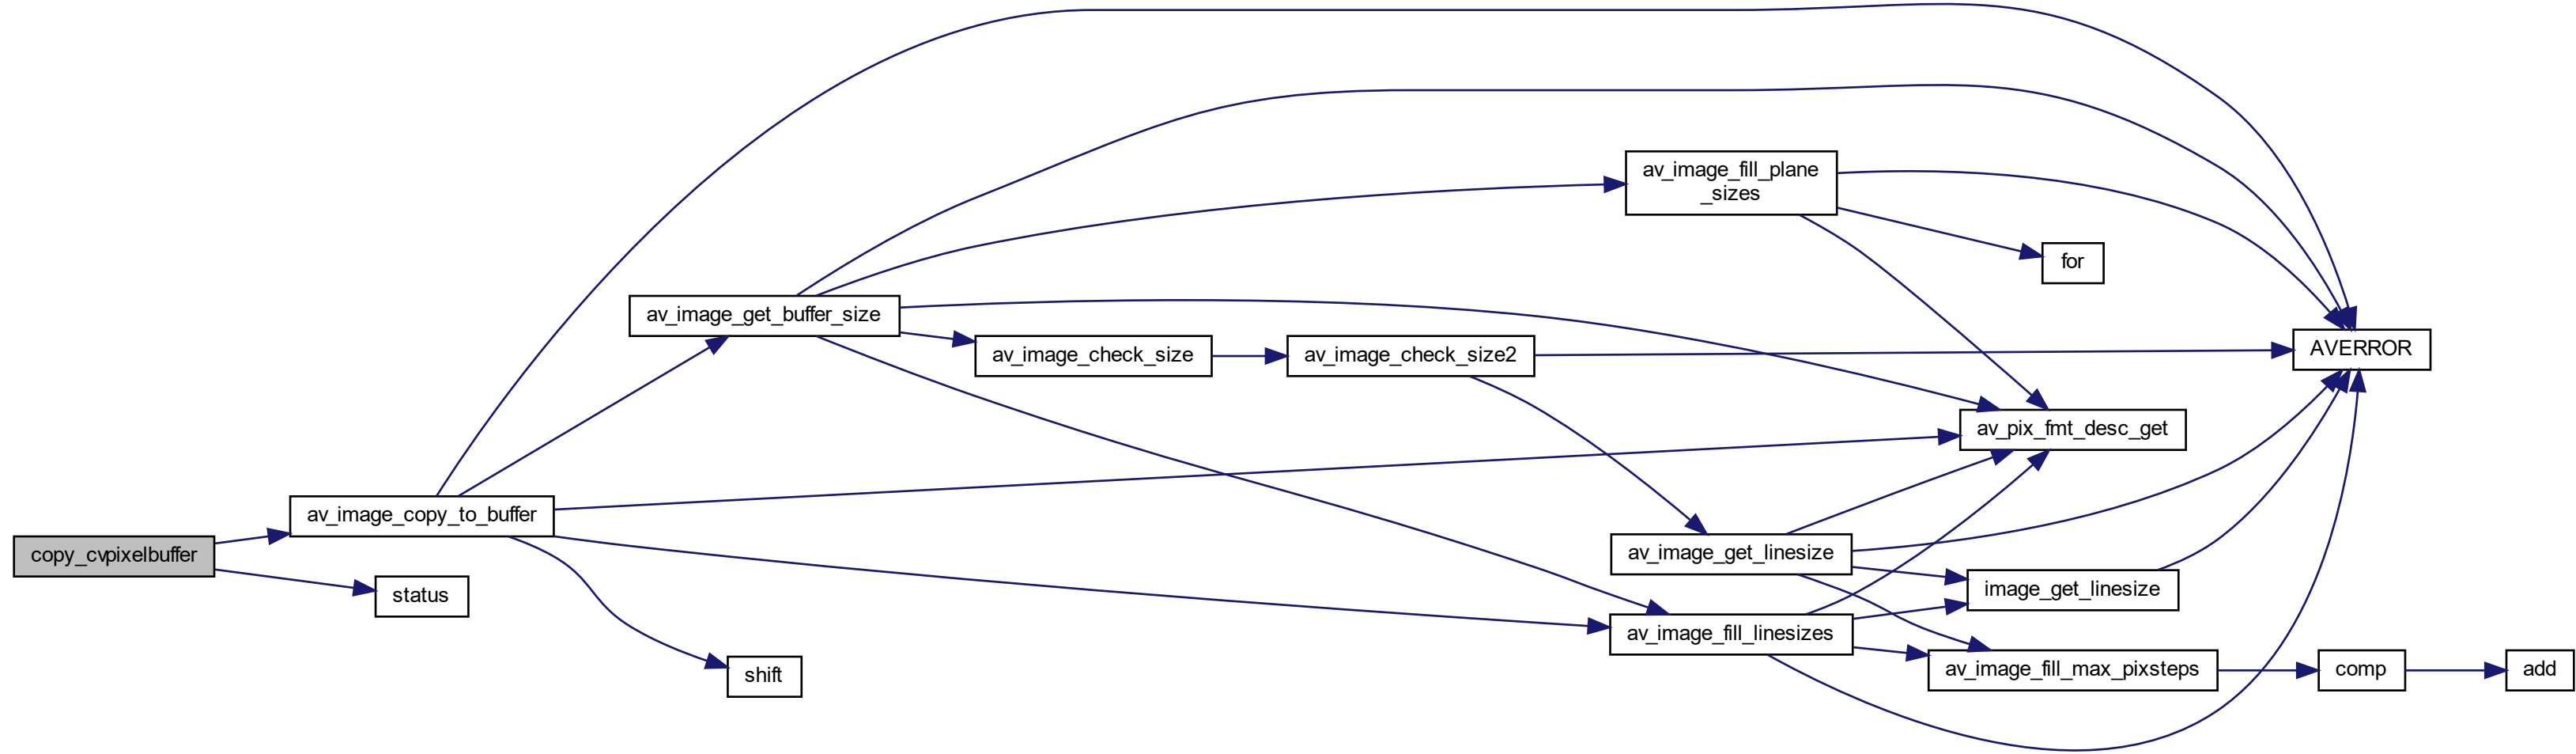 av_image_fill_plane
_sizes
for
av_image_get_buffer_size
av_image_check_size
av_image_check_size2
AVERROR
av_pix_fmt_desc_get
av_image_copy_to_buffer
copy_cvpixelbuffer
status
av_image_get_linesize
image_get_linesize
av_image_fill_linesizes
shift
av_image_fill_max_pixsteps
comp
add